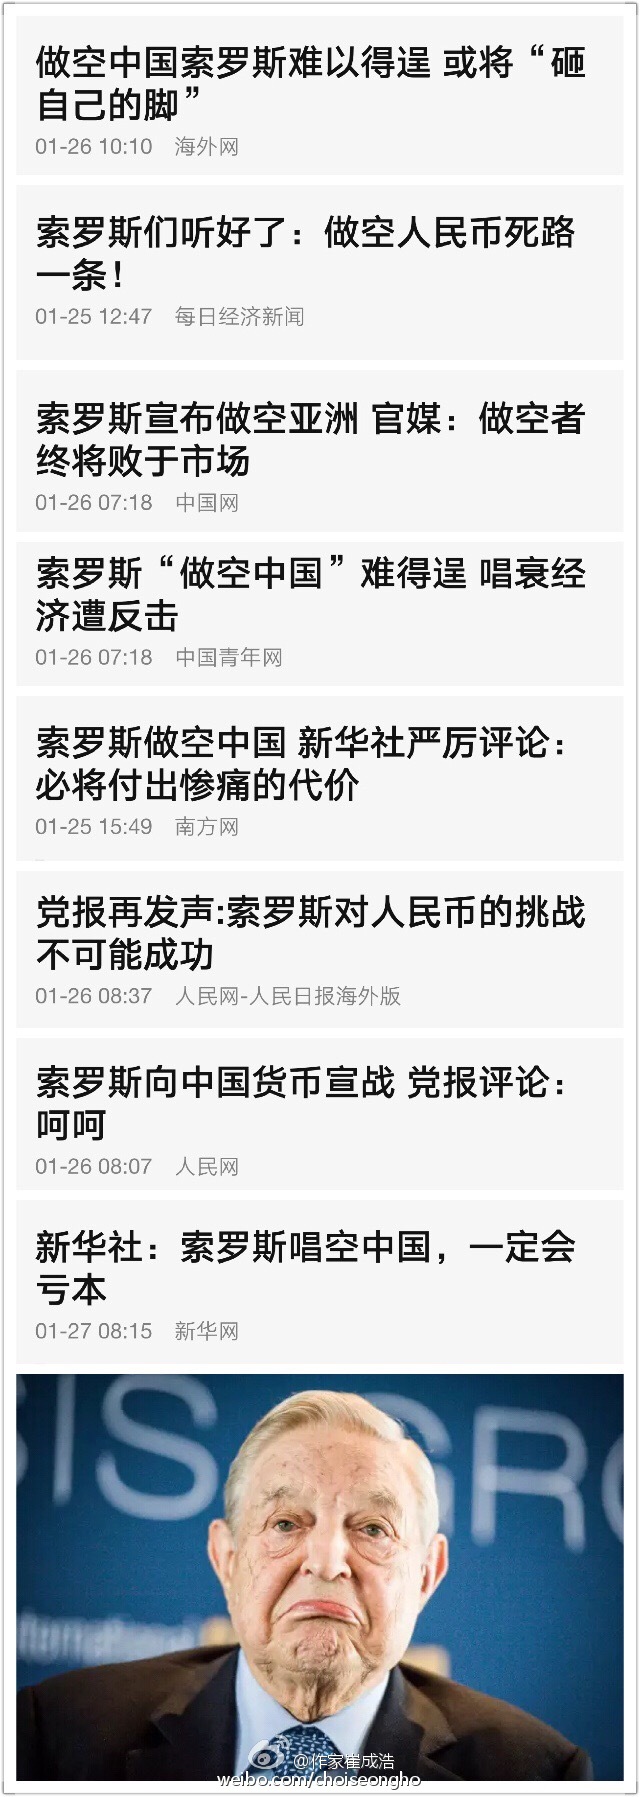 做空中国索罗斯难以得逞 或将“砸
自己的脚”
01-26 10:10 海外网
索罗斯们听好了：做空人民币死路
一条！
01-25 12:47 每日经济新闻
索罗斯宣布做空亚洲 官媒：做空者
终将败于市场
01-26 07:18 中国网
索罗斯“做空中国”难得逞 唱衰经
济遭反击
01-26 07:18 中国青年网
索罗斯做空中国 新华社严厉评论：
必将付出惨痛的代价
01-25 15:49 南方网
党报再发声:索罗斯对人民币的挑战
不可能成功
01-26 08:37 人民网-人民日报海外版
索罗斯向中国货币宣战 党报评论：
呵呵
01-26 08:07 人民网
新华社：索罗斯唱空中国，一定会
亏本
01-27 08:15 新华网
SIS GRO
International
@作家崔成浩
weibo.com/choiseongho